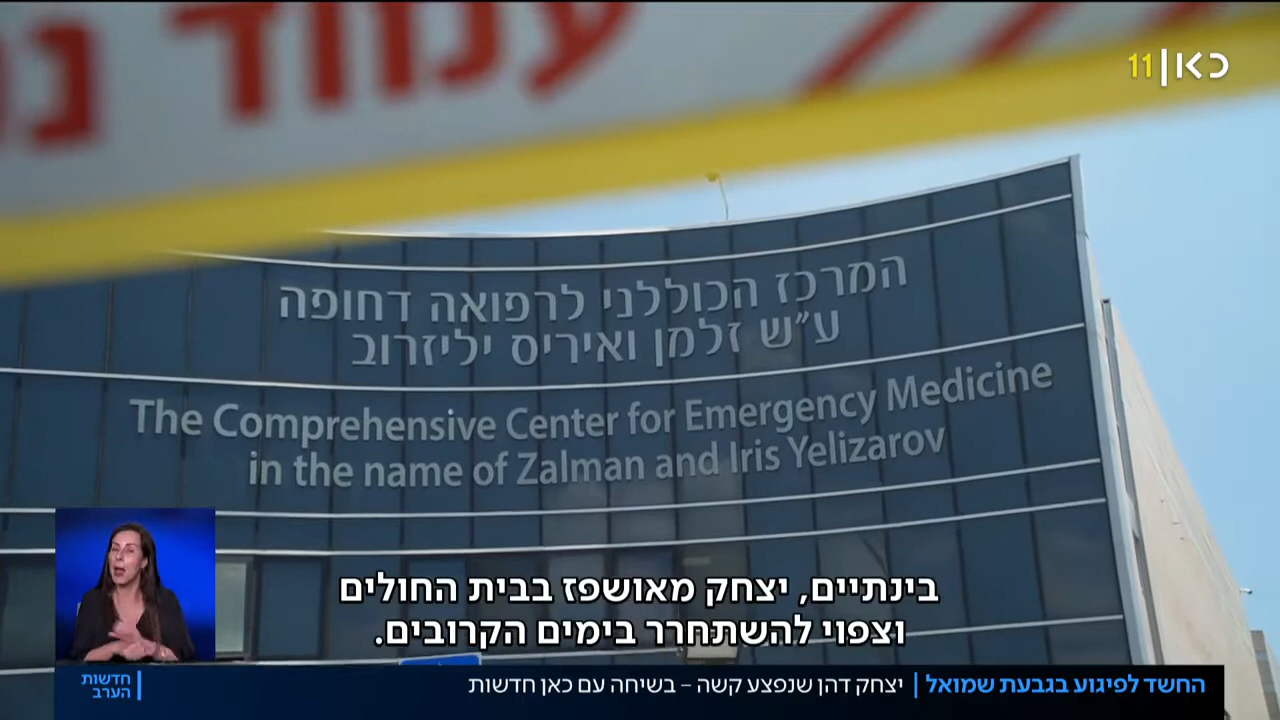 עמוד
כאן 11
המרכז הכוללני לרפואה דחופה
ע״ש זלמן ואיריס יליזרוב
The Comprehensive Center for Emergency Medicine
in the name of Zalman and Iris Yelizarov
בינתיים, יצחק מאושפז בבית החולים
וצפוי להשתחרר בימים הקרובים.
החשד לפיגוע בגבעת שמואל | יצחק דהן שנפצע קשה – בשיחה עם כאן חדשות
חדשות
הערב